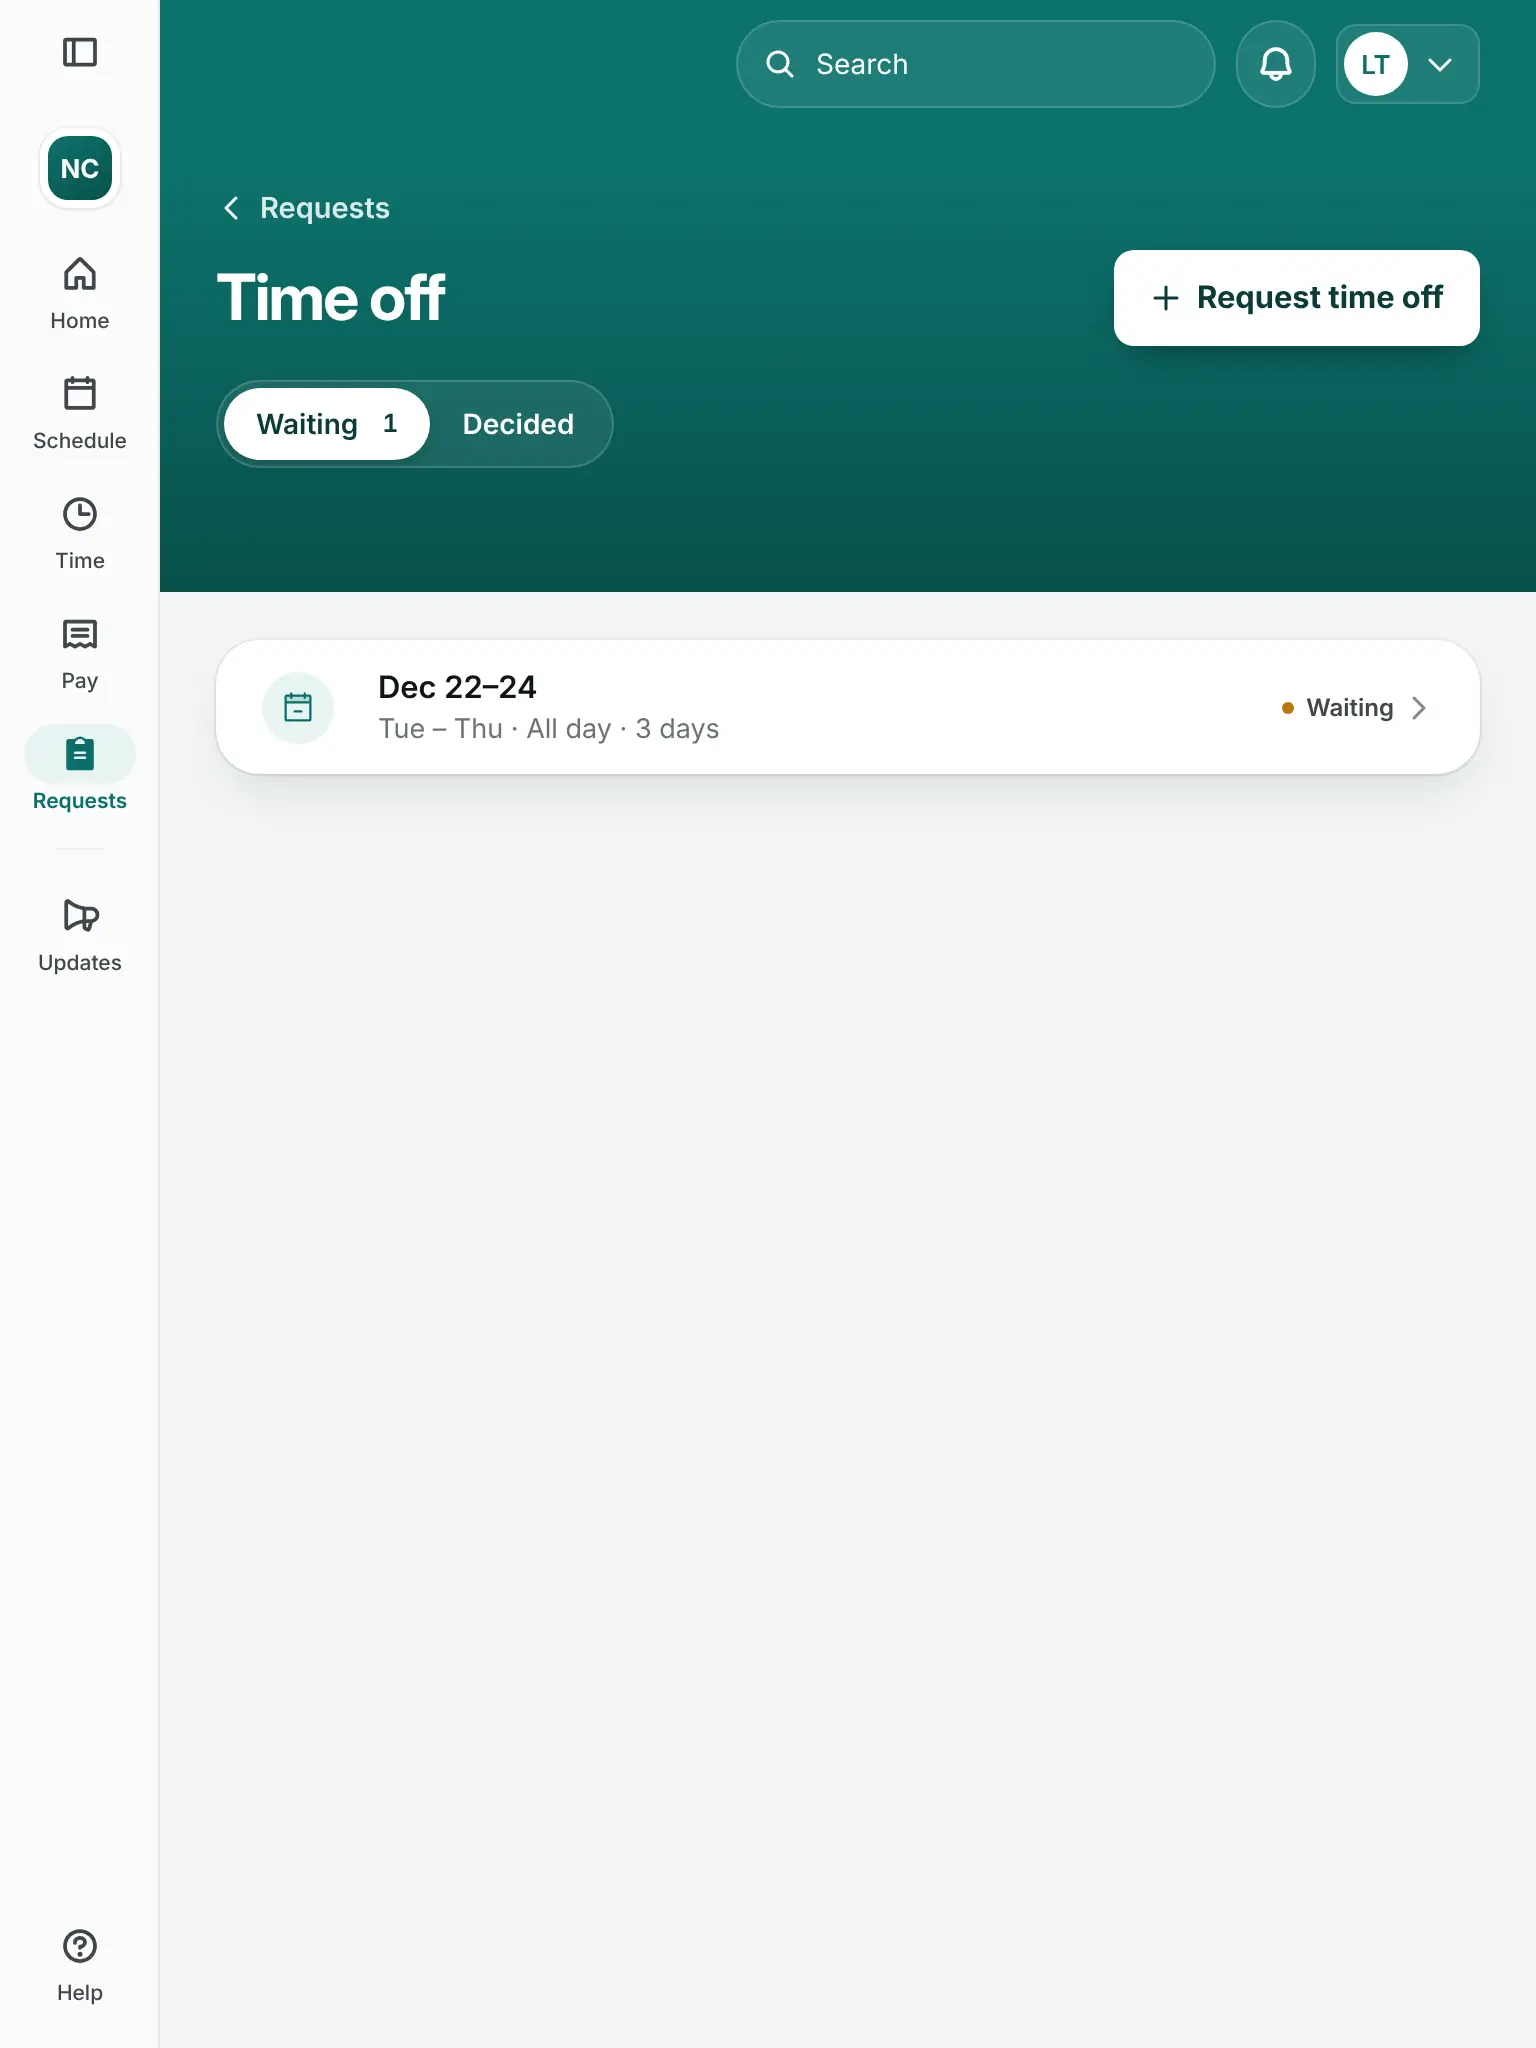 Search
LT
NC
Home
Schedule
Time
Pay
Requests
Updates
Help
Requests
Time off
Request time off
Waiting 1
Decided
Dec 22–24
Tue – Thu · All day · 3 days
Waiting